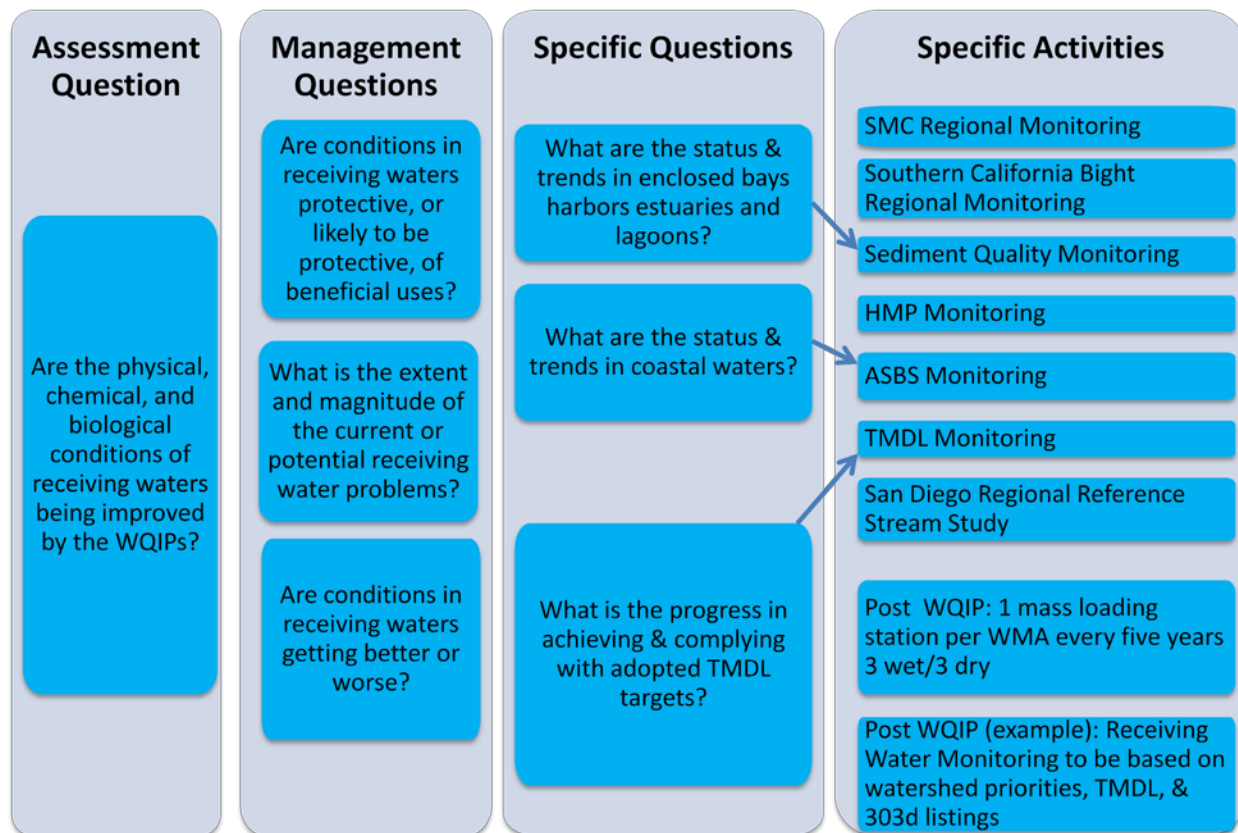 Assessment
Question
Are the physical,
chemical, and
biological
conditions of
receiving waters
being improved
by the WQIPs?
Management
Questions
Are conditions in
receiving waters
protective, or
likely to be
protective, of
beneficial uses?
What is the extent
and magnitude of
the current or
potential receiving
water problems?
Are conditions in
receiving waters
getting better or
worse?
Specific Questions
What are the status &
trends in enclosed bays
harbors estuaries and
lagoons?
What are the status &
trends in coastal waters?
What is the progress in
achieving & complying
with adopted TMDL
targets?
Specific Activities
SMC Regional Monitoring
Southern California Bight
Regional Monitoring
Sediment Quality Monitoring
HMP Monitoring
ASBS Monitoring
TMDL Monitoring
San Diego Regional Reference
Stream Study
Post WQIP: 1 mass loading
station per WMA every five years
3 wet/3 dry
Post WQIP (example): Receiving
Water Monitoring to be based on
watershed priorities, TMDL, &
303d listings